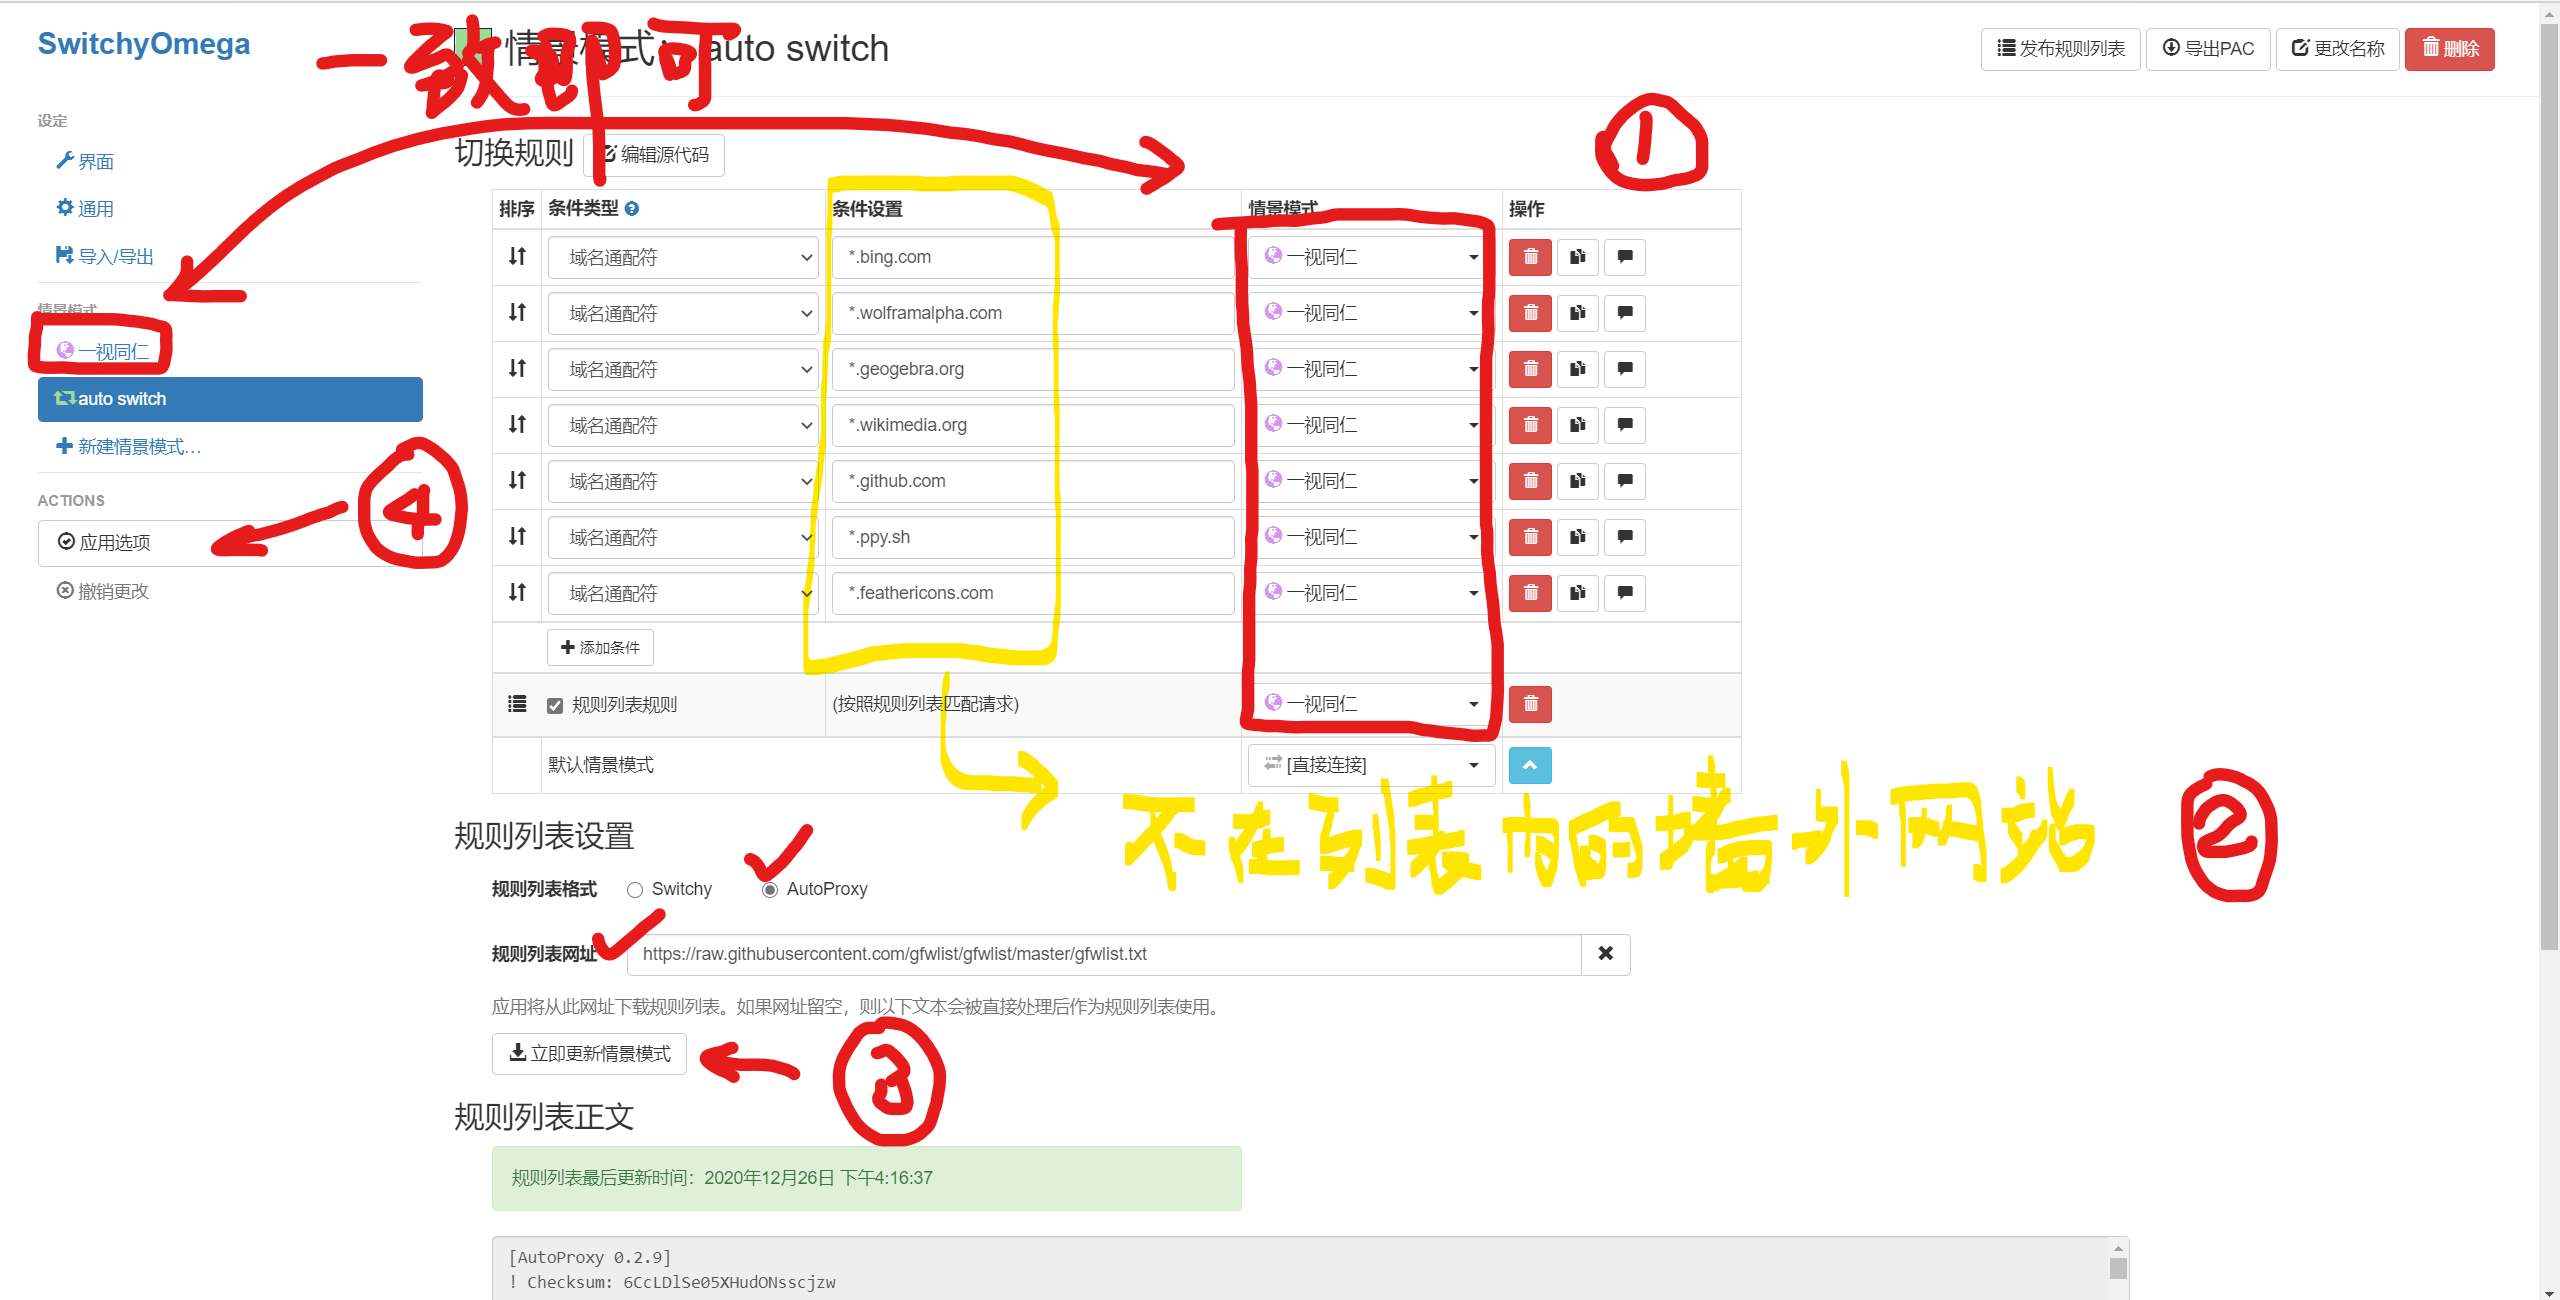 SwitchyOmega
一致即可
情景模式: auto switch
发布规则列表
导出PAC
更改名称
删除
设定
界面
通用
导入/导出
情景模式
一视同仁
auto switch
新建情景模式…
ACTIONS
应用选项
撤销更改
④
切换规则
编辑源代码
①
排序 条件类型 条件设置 情景模式 操作
域名通配符 *.bing.com 一视同仁
域名通配符 *.wolframalpha.com 一视同仁
域名通配符 *.geogebra.org 一视同仁
域名通配符 *.wikimedia.org 一视同仁
域名通配符 *.github.com 一视同仁
域名通配符 *.ppy.sh 一视同仁
域名通配符 *.feathericons.com 一视同仁
添加条件
规则列表规则 (按照规则列表匹配请求) 一视同仁
默认情景模式 [直接连接]
不在列表内的墙外网站
②
规则列表设置
规则列表格式 Switchy AutoProxy
规则列表网址 https://raw.githubusercontent.com/gfwlist/gfwlist/master/gfwlist.txt
应用将从此网址下载规则列表。如果网址留空，则以下文本会被直接处理后作为规则列表使用。
立即更新情景模式
③
规则列表正文
规则列表最后更新时间：2020年12月26日 下午4:16:37
[AutoProxy 0.2.9]
! Checksum: 6CcLDlSe05XHudONsscjzw